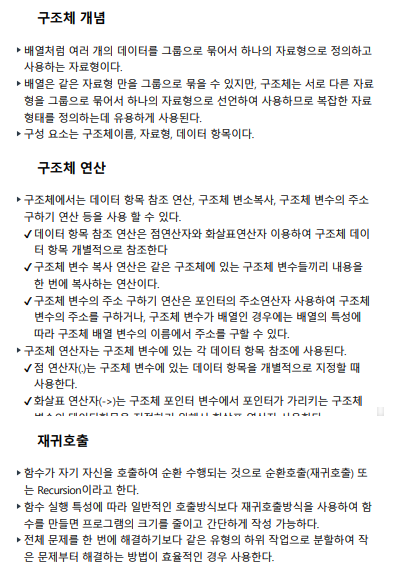 구조체 개념
▶ 배열처럼 여러 개의 데이터를 그룹으로 묶어서 하나의 자료형으로 정의하고
사용하는 자료형이다.
▶ 배열은 같은 자료형 만을 그룹으로 묶을 수 있지만, 구조체는 서로 다른 자료
형을 그룹으로 묶어서 하나의 자료형으로 선언하여 사용하므로 복잡한 자료
형태를 정의하는데 유용하게 사용된다.
▶ 구성 요소는 구조체이름, 자료형, 데이터 항목이다.
구조체 연산
▶ 구조체에서는 데이터 항목 참조 연산, 구조체 변소복사, 구조체 변수의 주소
구하기 연산 등을 사용 할 수 있다.
✓ 데이터 항목 참조 연산은 점연산자와 화살표연산자 이용하여 구조체 데이
터 항목 개별적으로 참조한다
✓ 구조체 변수 복사 연산은 같은 구조체에 있는 구조체 변수들끼리 내용을
한 번에 복사하는 연산이다.
✓ 구조체 변수의 주소 구하기 연산은 포인터의 주소연산자 사용하여 구조체
변수의 주소를 구하거나, 구조체 변수가 배열인 경우에는 배열의 특성에
따라 구조체 배열 변수의 이름에서 주소를 구할 수 있다.
▶ 구조체 연산자는 구조체 변수에 있는 각 데이터 항목 참조에 사용된다.
✓ 점 연산자(.)는 구조체 변수에 있는 데이터 항목을 개별적으로 지정할 때
사용한다.
✓ 화살표 연산자(->)는 구조체 포인터 변수에서 포인터가 가리키는 구조체
재귀호출
▶ 함수가 자기 자신을 호출하여 순환 수행되는 것으로 순환호출(재귀호출) 또
는 Recursion이라고 한다.
▶ 함수 실행 특성에 따라 일반적인 호출방식보다 재귀호출방식을 사용하여 함
수를 만들면 프로그램의 크기를 줄이고 간단하게 작성 가능하다.
▶ 전체 문제를 한 번에 해결하기보다 같은 유형의 하위 작업으로 분할하여 작
은 문제부터 해결하는 방법이 효율적인 경우 사용한다.